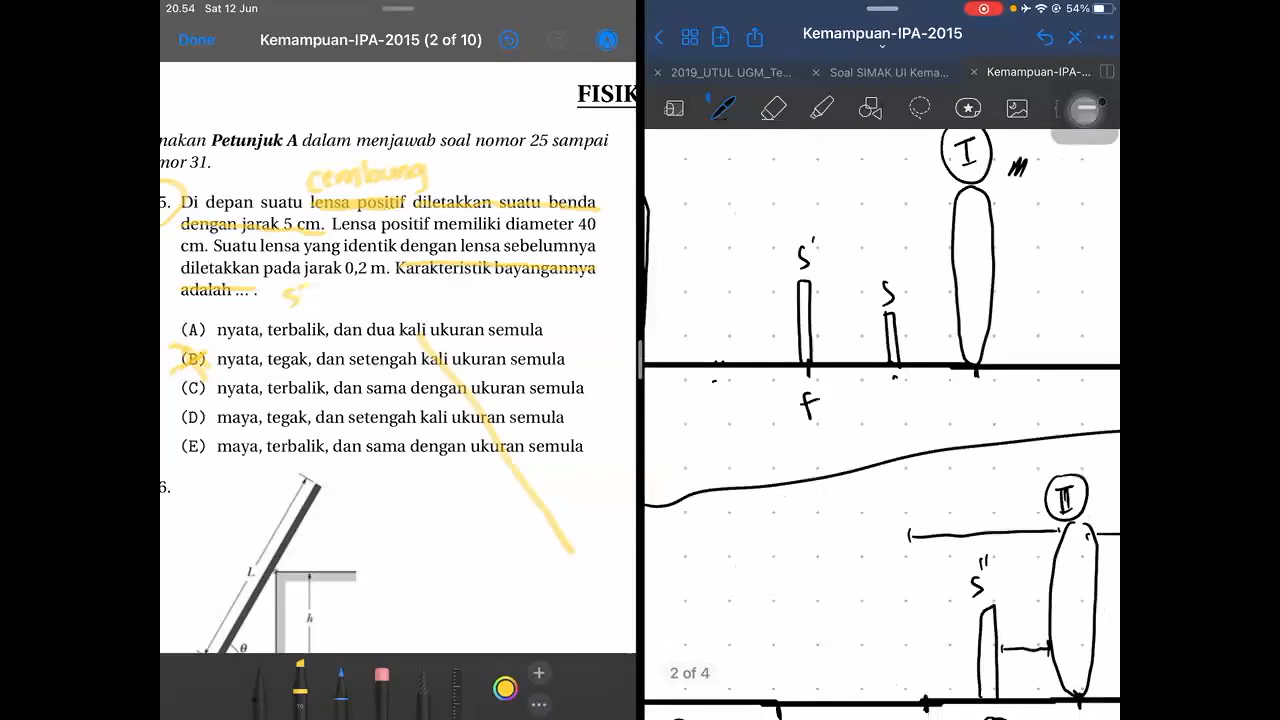 20.54 Sat 12 Jun
Done
Kemampuan-IPA-2015 (2 of 10)
FISIK
nakan Petunjuk A dalam menjawab soal nomor 25 sampai
mor 31.
cembung
5. Di depan suatu lensa positif diletakkan suatu benda
dengan jarak 5 cm. Lensa positif memiliki diameter 40
cm. Suatu lensa yang identik dengan lensa sebelumnya
diletakkan pada jarak 0,2 m. Karakteristik bayangannya
adalah ... .
s'
(A) nyata, terbalik, dan dua kali ukuran semula
(B) nyata, tegak, dan setengah kali ukuran semula
(C) nyata, terbalik, dan sama dengan ukuran semula
(D) maya, tegak, dan setengah kali ukuran semula
(E) maya, terbalik, dan sama dengan ukuran semula
6.
L
h
θ
54%
Kemampuan-IPA-2015
2019_UTUL UGM_Te...
Soal SIMAK UI Kema...
Kemampuan-IPA-...
I
s'
s
f
II
s"
2 of 4